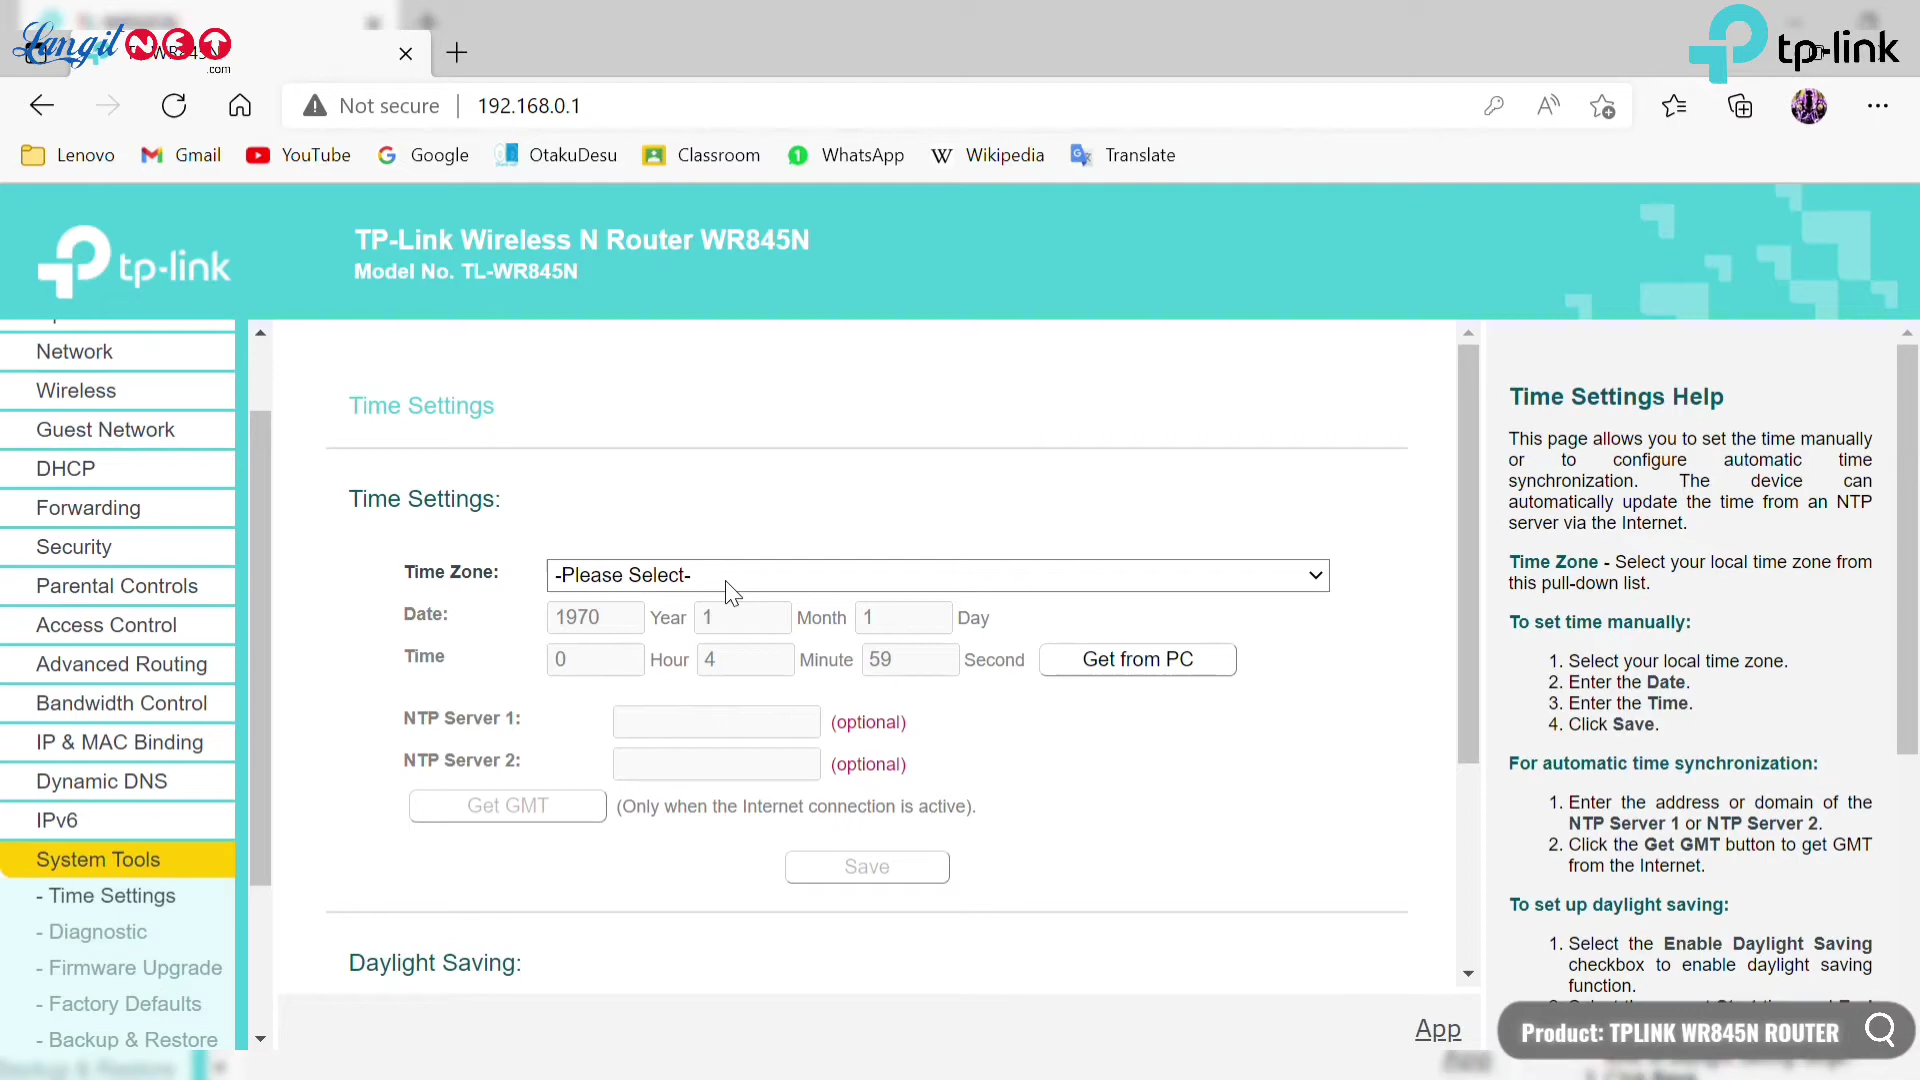 Langit NET
.com
tp-link
Not secure
192.168.0.1
Lenovo
Gmail
YouTube
Google
OtakuDesu
Classroom
WhatsApp
Wikipedia
Translate
tp-link
TP-Link Wireless N Router WR845N
Model No. TL-WR845N
Network
Wireless
Guest Network
DHCP
Forwarding
Security
Parental Controls
Access Control
Advanced Routing
Bandwidth Control
IP & MAC Binding
Dynamic DNS
IPv6
System Tools
- Time Settings
- Diagnostic
- Firmware Upgrade
- Factory Defaults
- Backup & Restore
Time Settings
Time Settings:
Time Zone: -Please Select-
Date: 1970 Year 1 Month 1 Day
Time 0 Hour 4 Minute 59 Second Get from PC
NTP Server 1: (optional)
NTP Server 2: (optional)
Get GMT (Only when the Internet connection is active).
Save
Daylight Saving:
App
Time Settings Help
This page allows you to set the time manually
or to configure automatic time
synchronization. The device can
automatically update the time from an NTP
server via the Internet.
Time Zone - Select your local time zone from
this pull-down list.
To set time manually:
1. Select your local time zone.
2. Enter the Date.
3. Enter the Time.
4. Click Save.
For automatic time synchronization:
1. Enter the address or domain of the
NTP Server 1 or NTP Server 2.
2. Click the Get GMT button to get GMT
from the Internet.
To set up daylight saving:
1. Select the Enable Daylight Saving
checkbox to enable daylight saving
function.
Product: TPLINK WR845N ROUTER